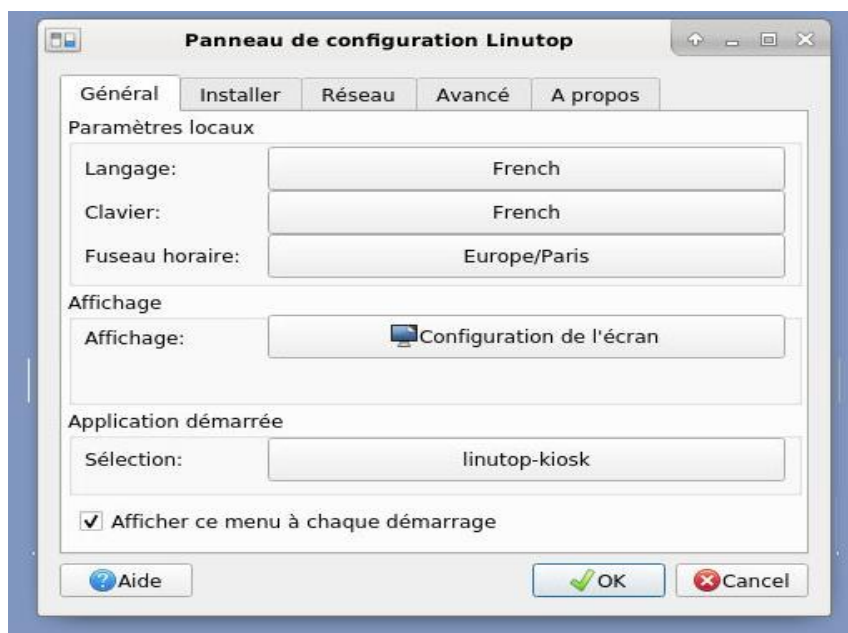 Panneau de configuration Linutop
Général Installer Réseau Avancé A propos
Paramètres locaux
Langage: French
Clavier: French
Fuseau horaire: Europe/Paris
Affichage
Affichage: Configuration de l'écran
Application démarrée
Sélection: linutop-kiosk
Afficher ce menu à chaque démarrage
Aide OK Cancel